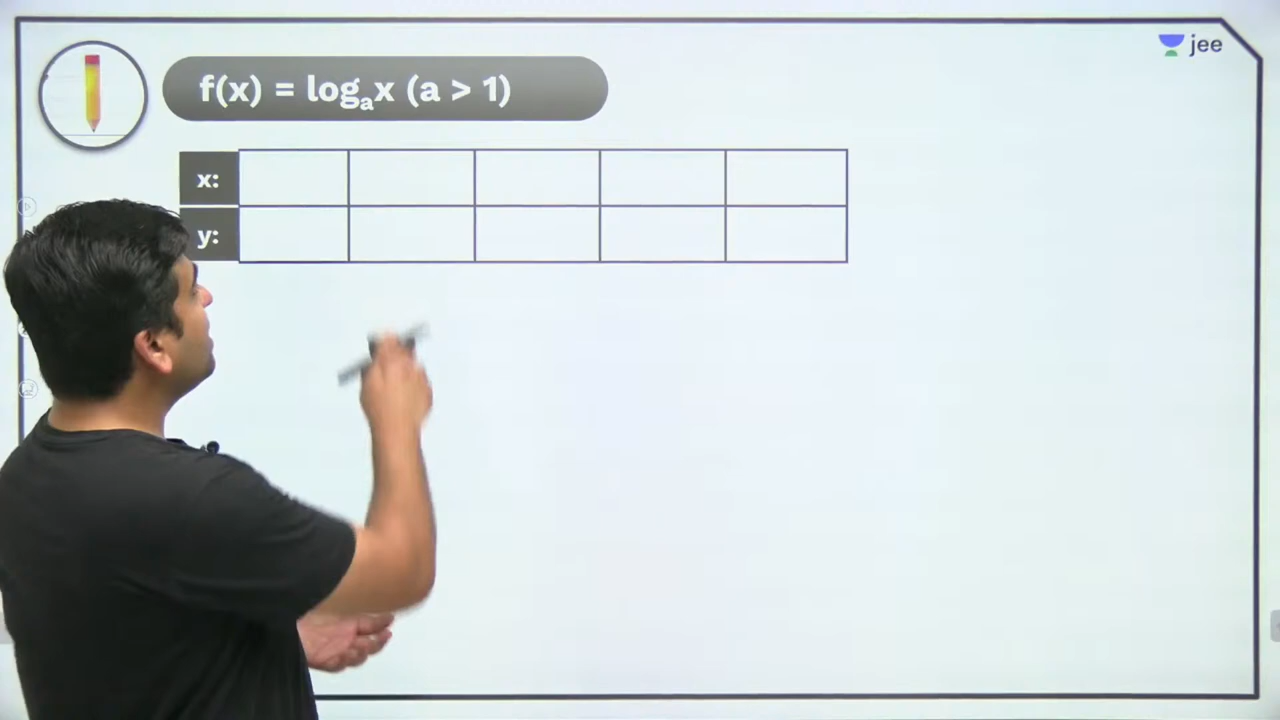 jee
f(x) = logₐx (a > 1)
x:
y: